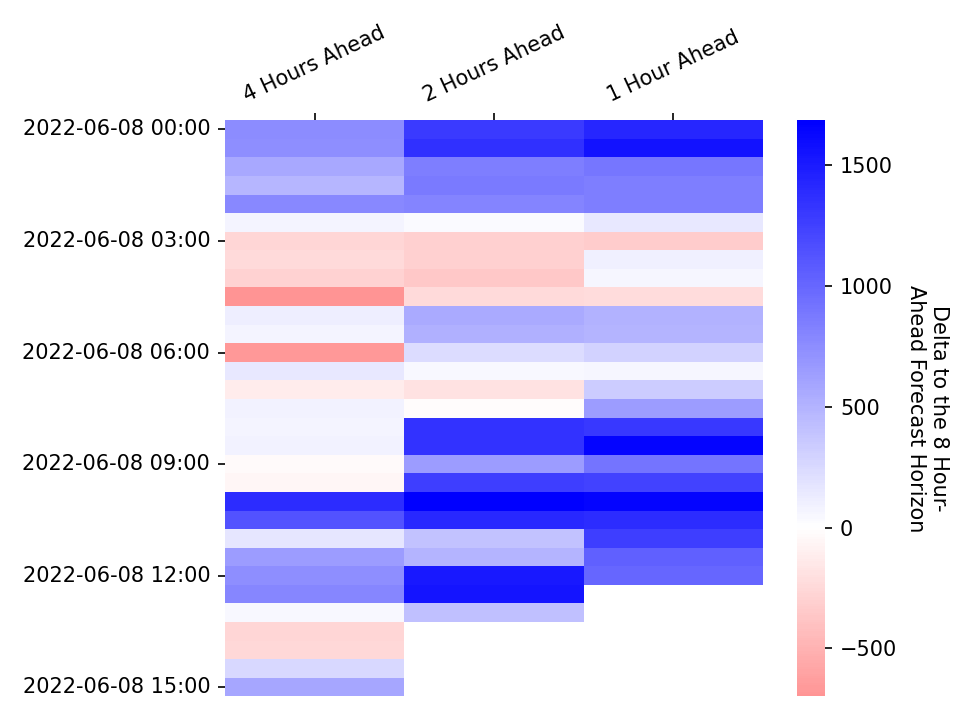 4 Hours Ahead
2 Hours Ahead
1 Hour Ahead
2022-06-08 00:00
2022-06-08 03:00
2022-06-08 06:00
2022-06-08 09:00
2022-06-08 12:00
2022-06-08 15:00
1500
1000
500
0
−500
Delta to the 8 Hour-
Ahead Forecast Horizon